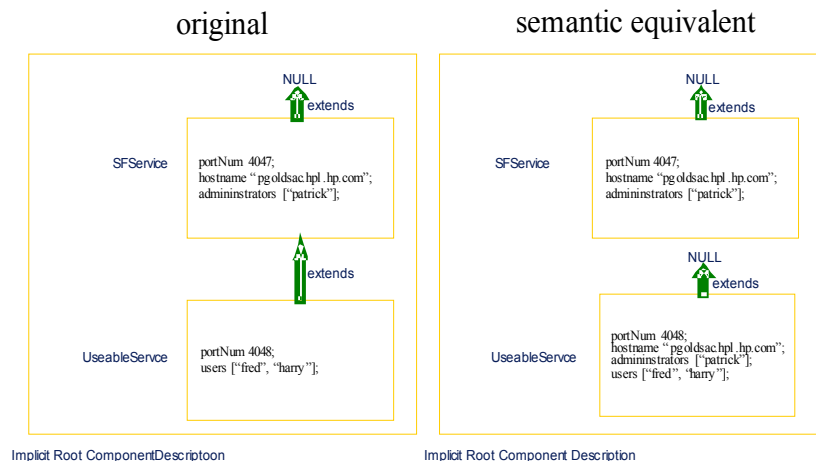 original
NULL
extends
SFService
portNum 4047;
hostname “pgoldsac.hpl.hp.com”;
admininstrators [“patrick”];
extends
UseableServce
portNum 4048;
users [“fred”, “harry”];
Implicit Root ComponentDescriptoon
semantic equivalent
NULL
extends
SFService
portNum 4047;
hostname “pgoldsac.hpl.hp.com”;
admininstrators [“patrick”];
NULL
extends
UseableServce
portNum 4048;
hostname “pgoldsac.hpl.hp.com”;
admininstrators [“patrick”];
users [“fred”, “harry”];
Implicit Root Component Description